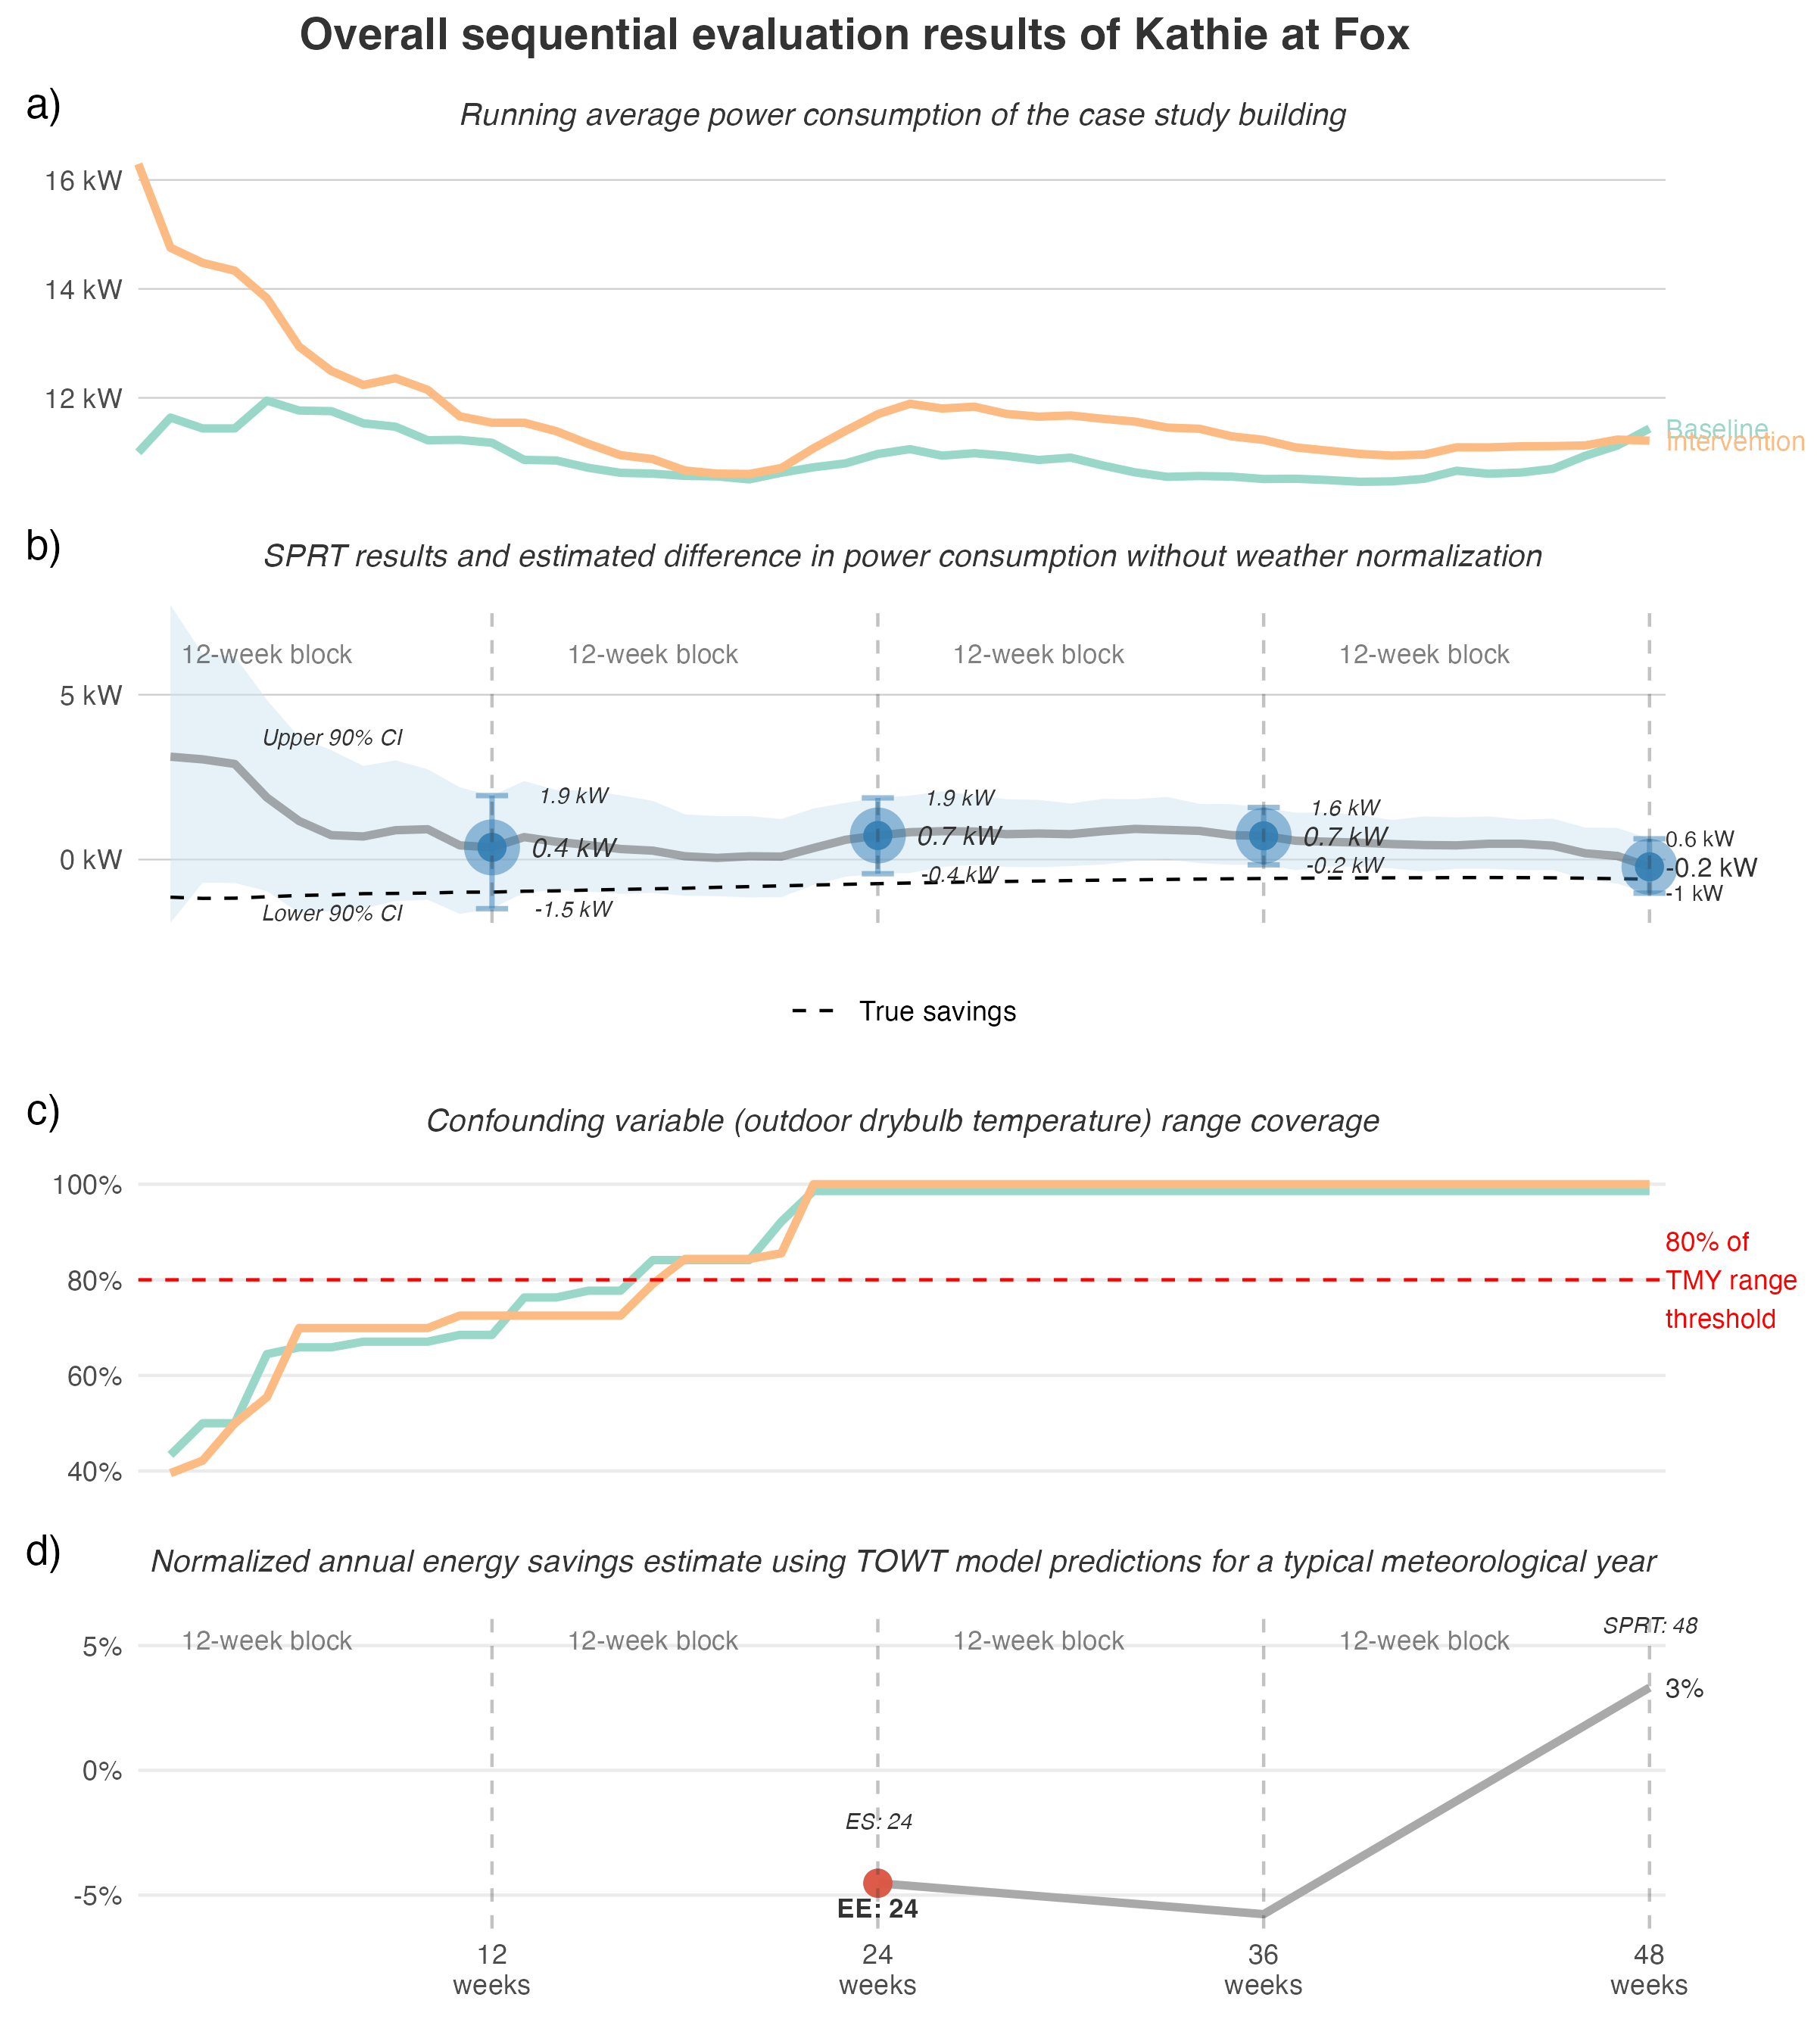 Overall sequential evaluation results of Kathie at Fox
a)
Running average power consumption of the case study building
16 kW
14 kW
12 kW
Baseline
Intervention
b)
SPRT results and estimated difference in power consumption without weather normalization
12-week block
12-week block
12-week block
12-week block
5 kW
0 kW
Upper 90% CI
Lower 90% CI
1.9 kW
0.4 kW
-1.5 kW
1.9 kW
0.7 kW
-0.4 kW
1.6 kW
0.7 kW
-0.2 kW
0.6 kW
-0.2 kW
-1 kW
True savings
c)
Confounding variable (outdoor drybulb temperature) range coverage
100%
80%
60%
40%
80% of
TMY range
threshold
d)
Normalized annual energy savings estimate using TOWT model predictions for a typical meteorological year
12-week block
12-week block
12-week block
12-week block
SPRT: 48
5%
0%
-5%
3%
ES: 24
EE: 24
12
weeks
24
weeks
36
weeks
48
weeks